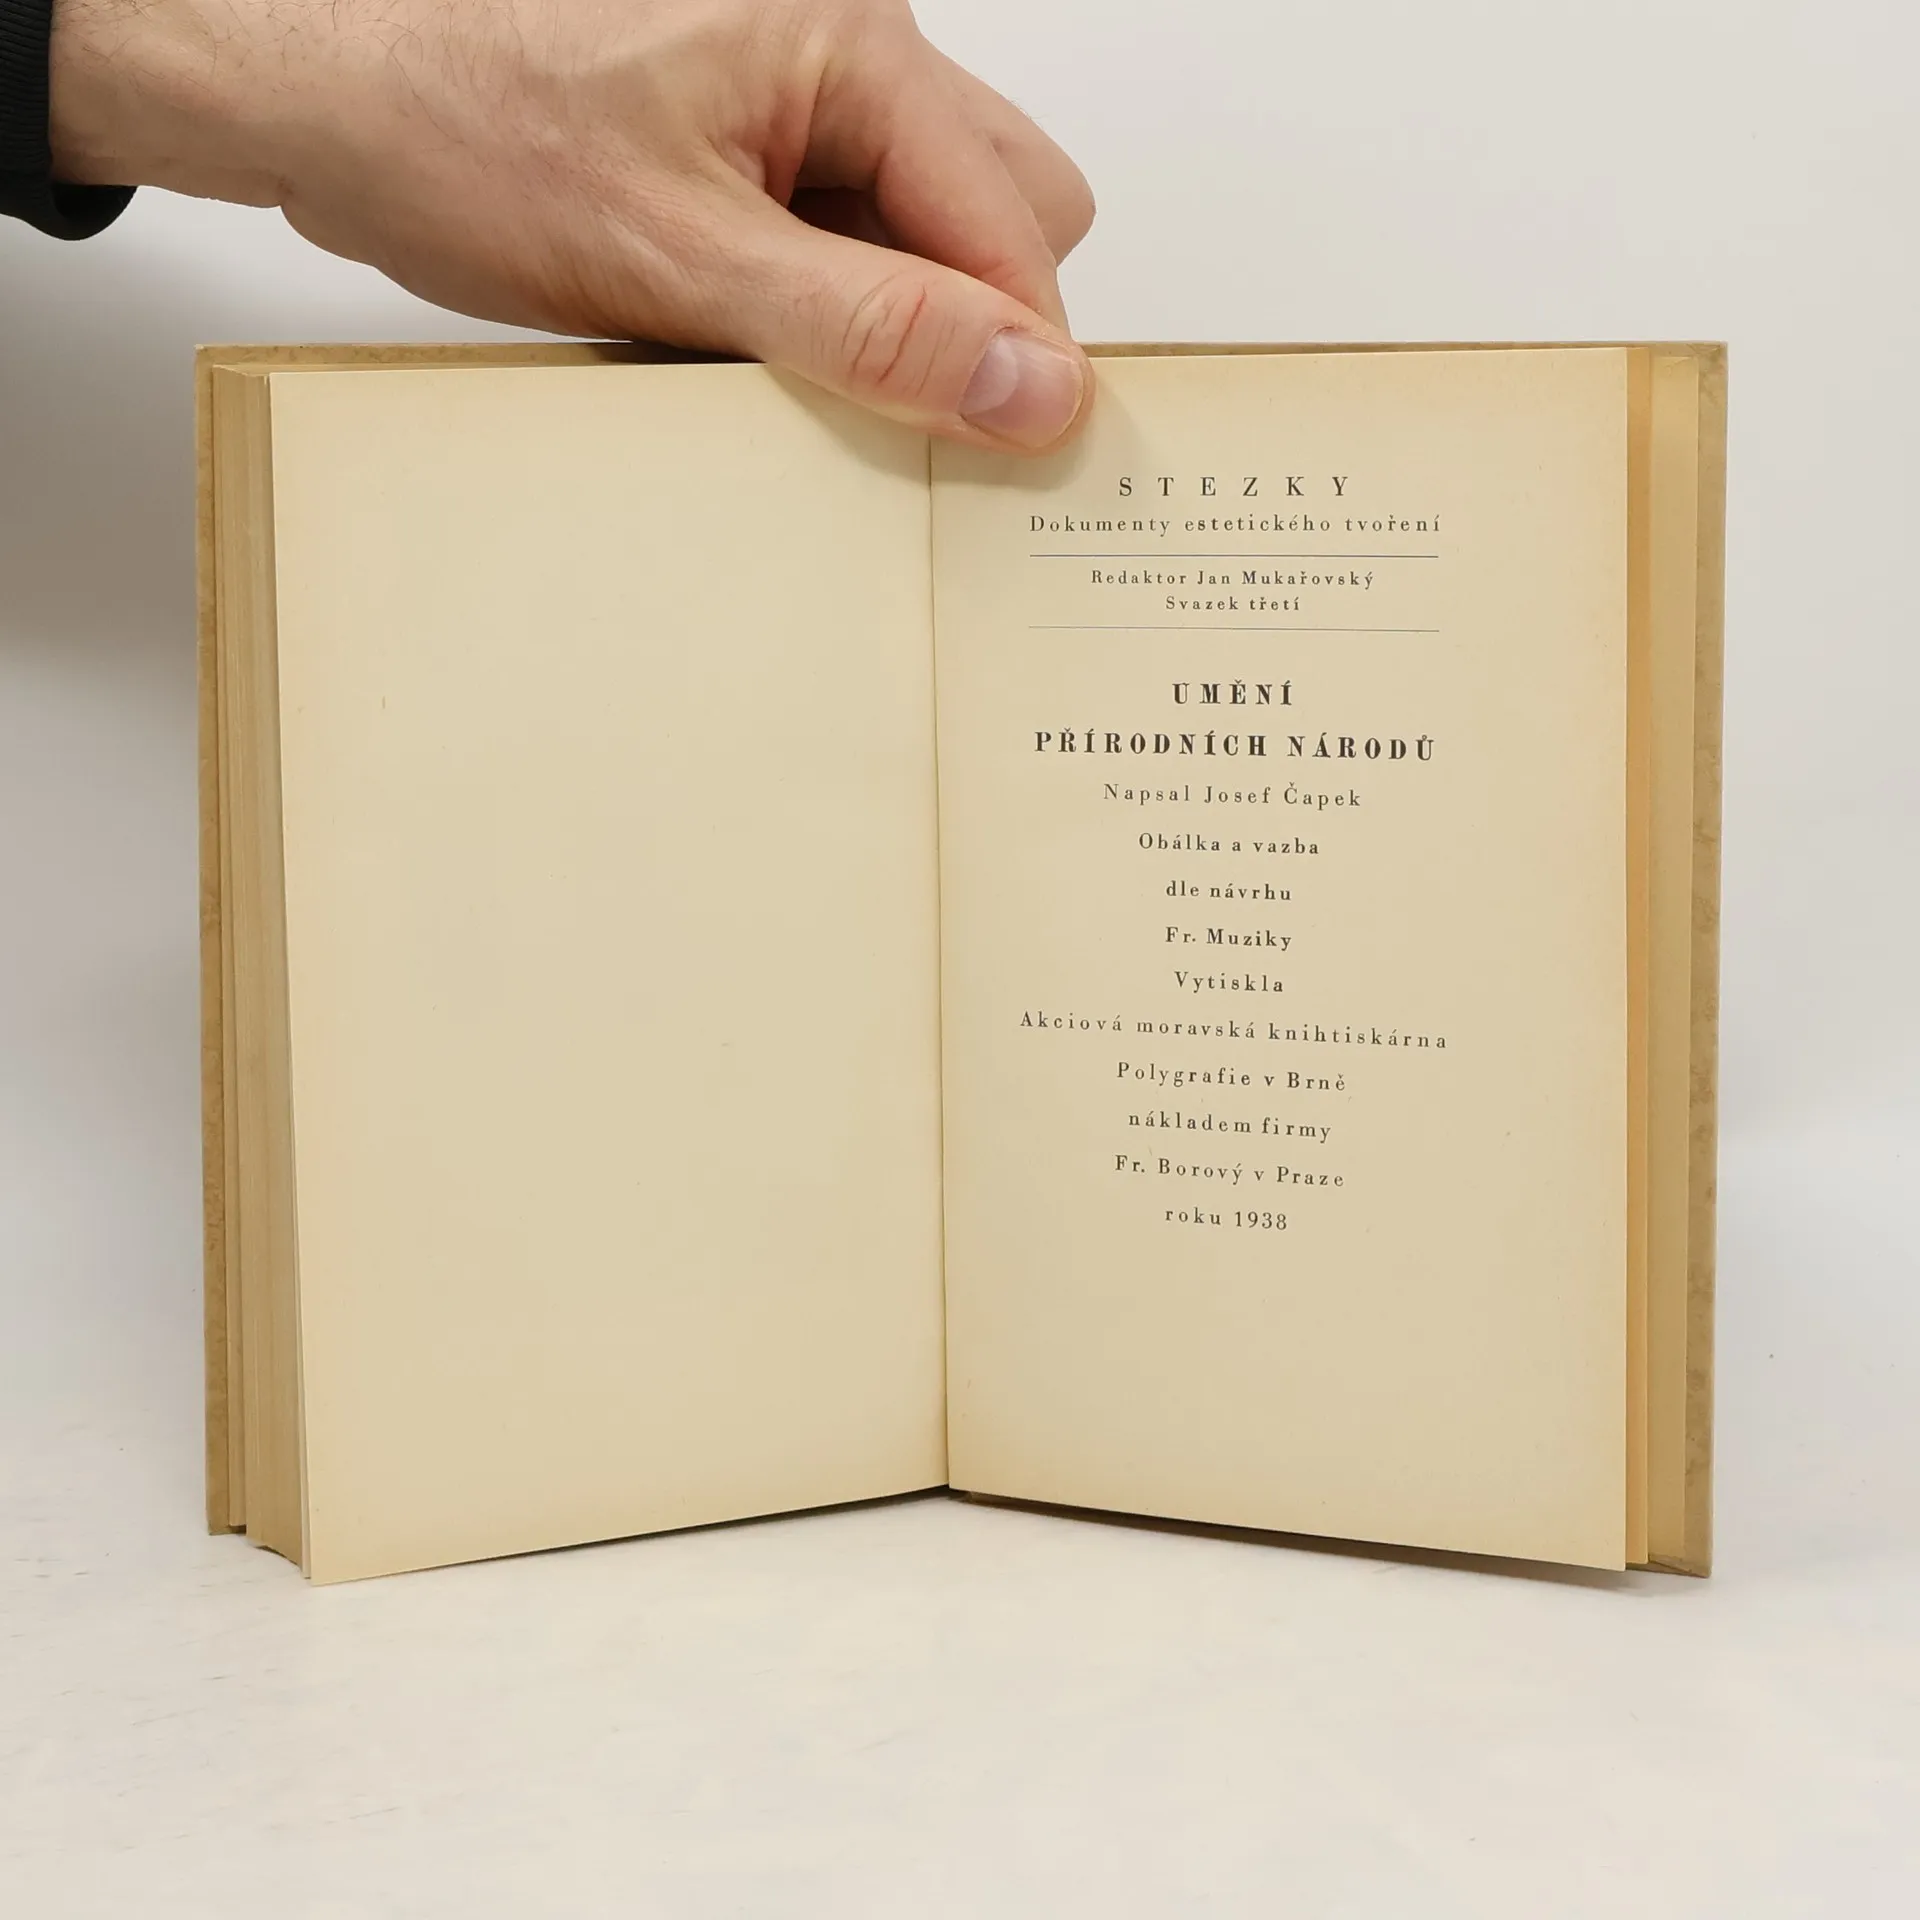 STEZKY
Dokumenty estetického tvoření
Redaktor Jan Mukařovský
Svazek třetí
UMĚNÍ
PŘÍRODNÍCH NÁRODŮ
Napsal Josef Čapek
Obálka a vazba
dle návrhu
Fr. Muziky
Vytiskla
Akciová moravská knihtiskárna
Polygrafie v Brně
nákladem firmy
Fr. Borový v Praze
roku 1938